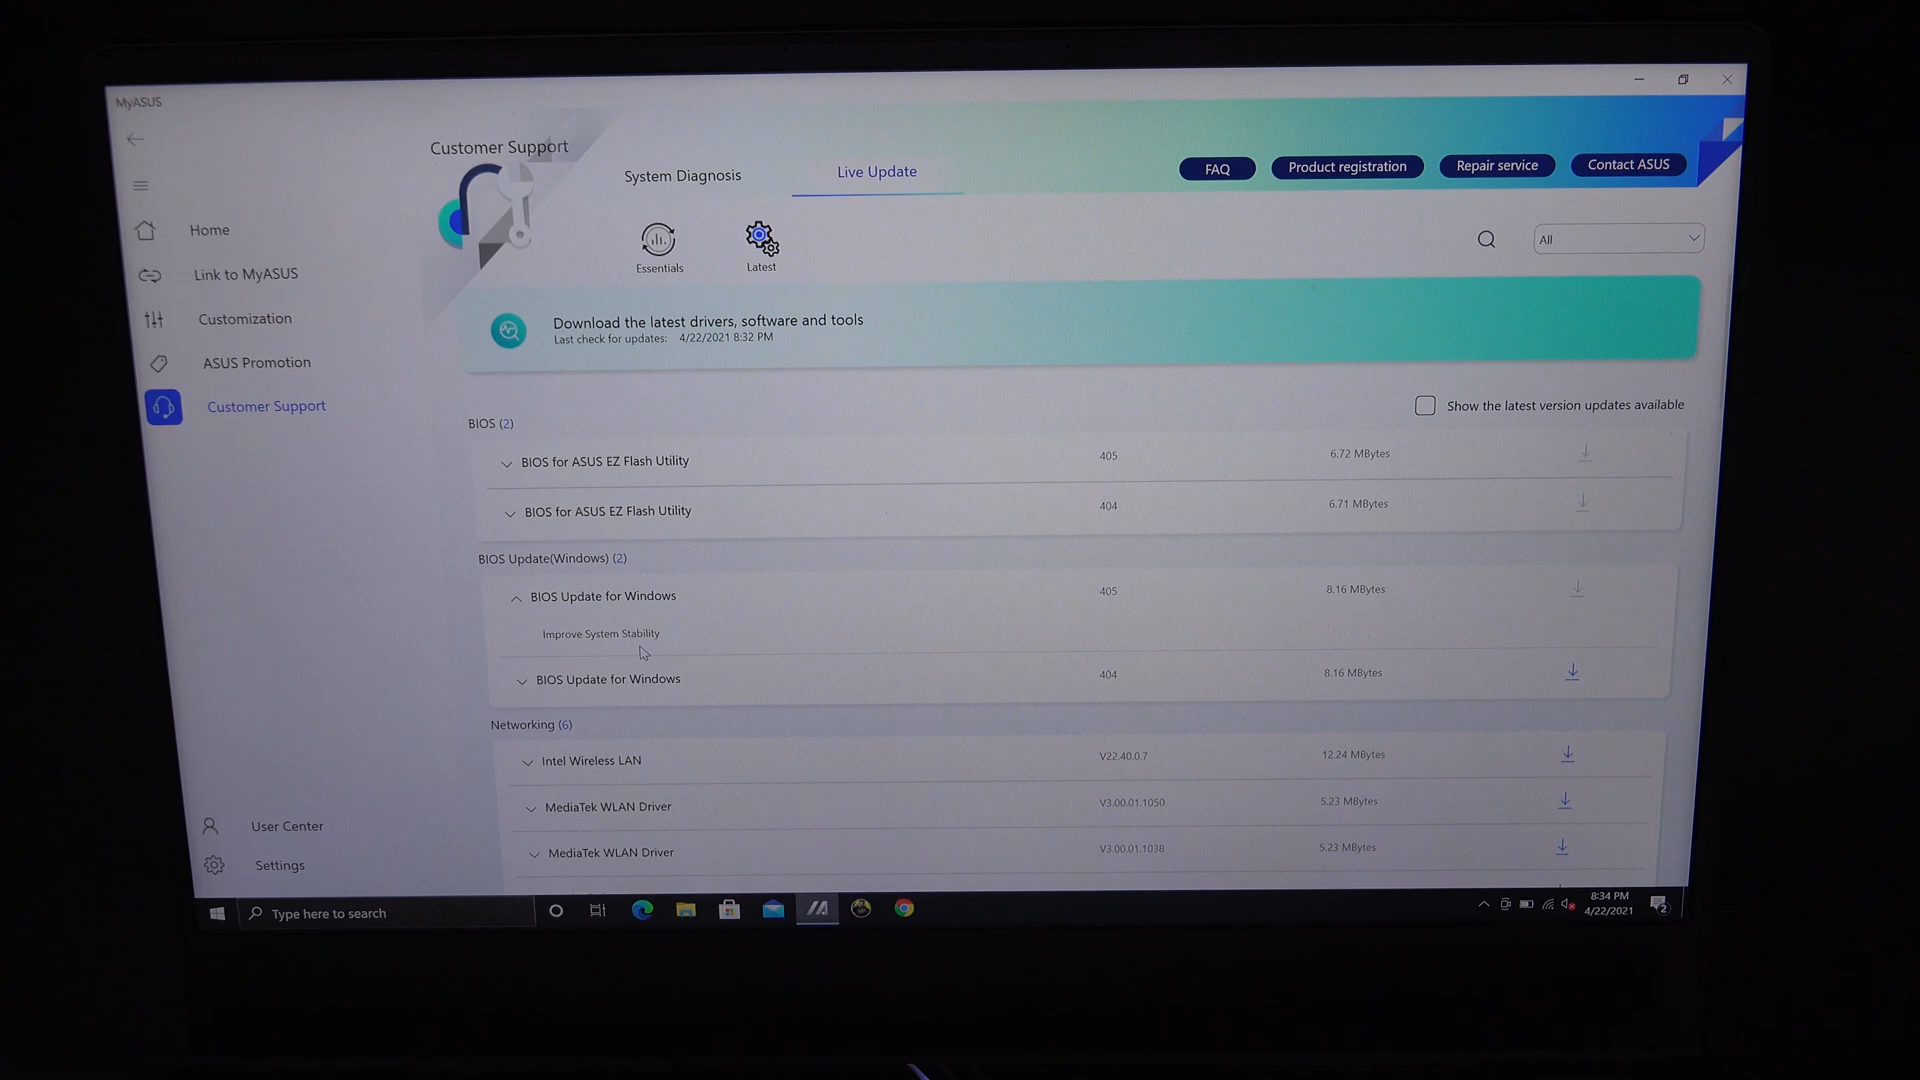 MyASUS
Customer Support
System Diagnosis
Live Update
FAQ
Product registration
Repair service
Contact ASUS
Home
Link to MyASUS
Customization
ASUS Promotion
Customer Support
Essentials
Latest
All
Download the latest drivers, software and tools
Last check for updates: 4/22/2021 8:32 PM
Show the latest version updates available
BIOS (2)
BIOS for ASUS EZ Flash Utility 405 6.72 MBytes
BIOS for ASUS EZ Flash Utility 404 6.71 MBytes
BIOS Update(Windows) (2)
BIOS Update for Windows 405 8.16 MBytes
Improve System Stability
BIOS Update for Windows 404 8.16 MBytes
Networking (6)
Intel Wireless LAN V22.40.0.7 12.24 MBytes
MediaTek WLAN Driver V3.00.01.1050 5.23 MBytes
MediaTek WLAN Driver V3.00.01.1038 5.23 MBytes
User Center
Settings
Type here to search
8:34 PM
4/22/2021
2